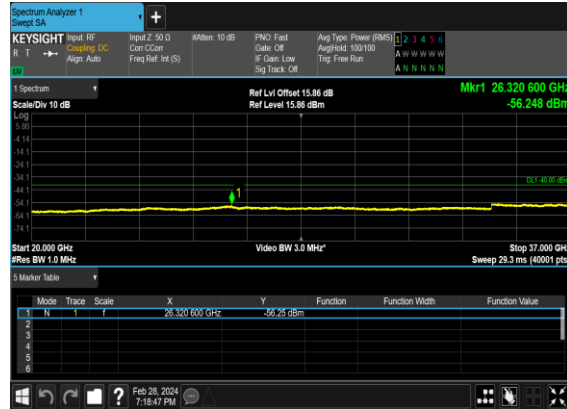 Spectrum Analyzer 1
Swept SA
+
KEYSIGHT Input: RF Input Z: 50 Ω #Atten: 10 dB PNO: Fast Avg Type: Power (RMS) 1 2 3 4 5 6
R T Coupling: DC Corr CCorr Gate: Off Avg|Hold: 100/100 A W W W W W
Align: Auto Freq Ref: Int (S) IF Gain: Low Trig: Free Run
Sig Track: Off A N N N N N
1 Spectrum Ref Lvl Offset 15.86 dB Mkr1 26.320 600 GHz
Scale/Div 10 dB Ref Level 15.86 dBm -56.248 dBm
Log
5.86
-4.14
-14.1
-24.1
-34.1
DL1 -40.00 dBm
-44.1
1
-54.1
-64.1
-74.1
Start 20.000 GHz Video BW 3.0 MHz* Stop 37.000 GHz
#Res BW 1.0 MHz Sweep 29.3 ms (40001 pts)
5 Marker Table
Mode Trace Scale X Y Function Function Width Function Value
1 N 1 f 26.320 600 GHz -56.25 dBm
2
3
4
5
6
? Feb 28, 2024
7:18:47 PM